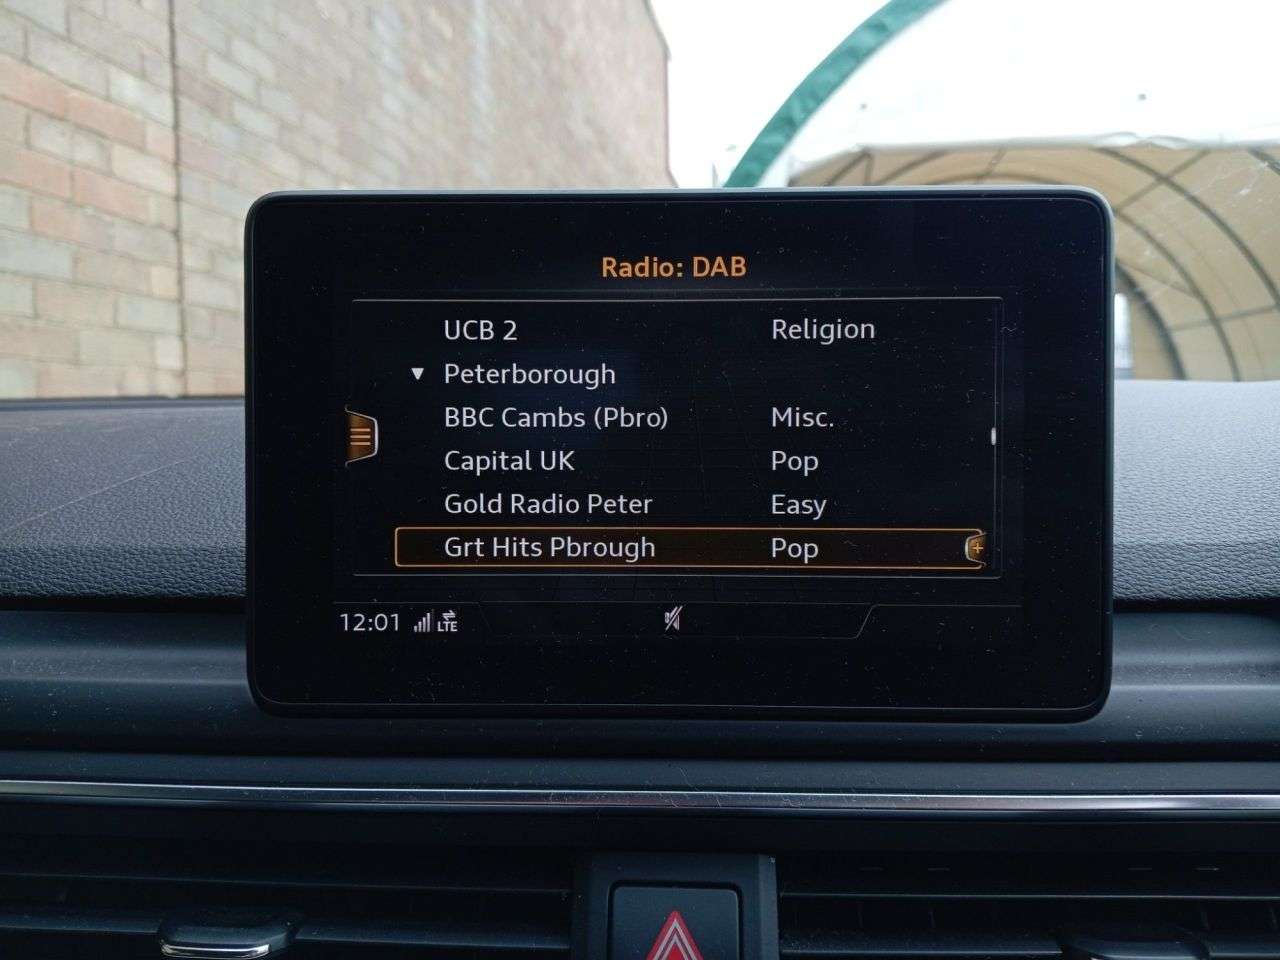 Radio: DAB
UCB 2 Religion
Peterborough
BBC Cambs (Pbro) Misc.
Capital UK Pop
Gold Radio Peter Easy
Grt Hits Pbrough Pop
12:01 LTE